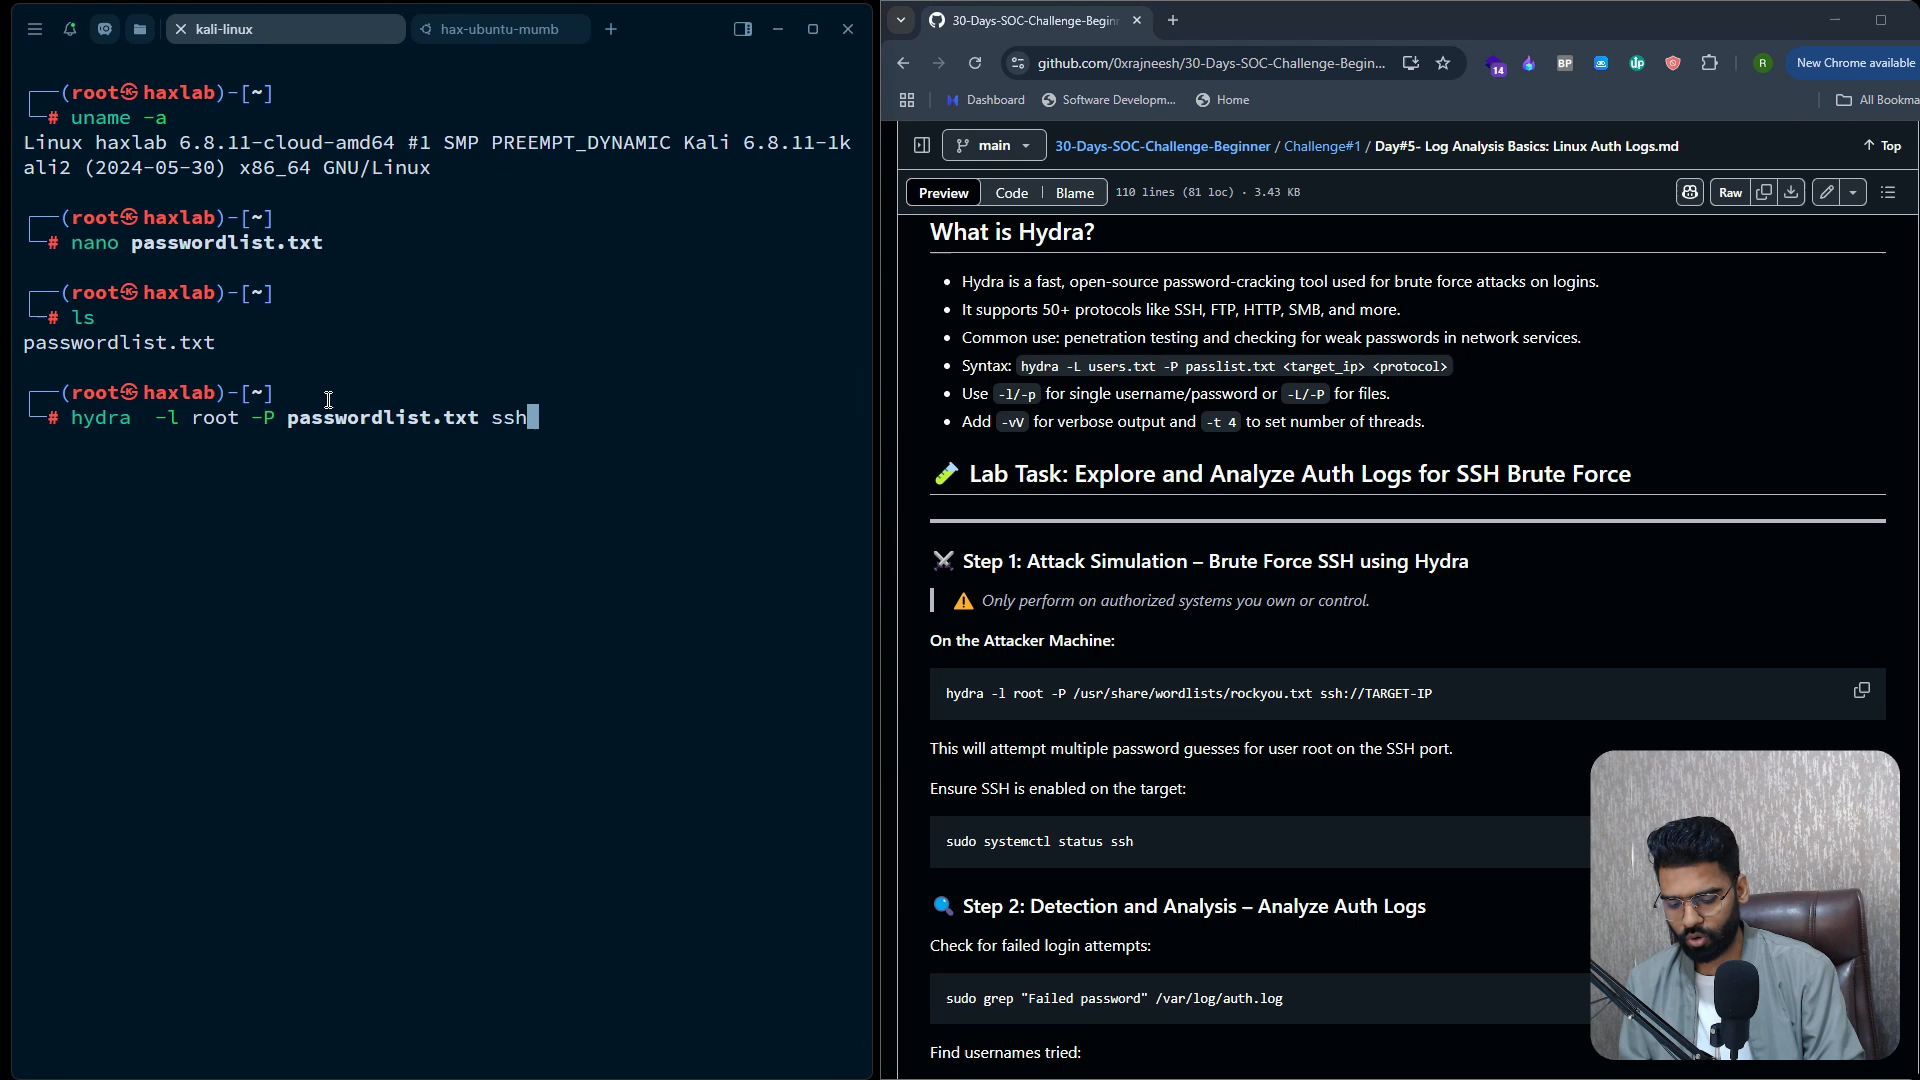 kali-linux
hax-ubuntu-mumb
(root㉿haxlab)-[~]
# uname -a
Linux haxlab 6.8.11-cloud-amd64 #1 SMP PREEMPT_DYNAMIC Kali 6.8.11-1k
ali2 (2024-05-30) x86_64 GNU/Linux
(root㉿haxlab)-[~]
# nano passwordlist.txt
(root㉿haxlab)-[~]
# ls
passwordlist.txt
(root㉿haxlab)-[~]
# hydra  -l root -P passwordlist.txt ssh
30-Days-SOC-Challenge-Beginn
github.com/0xrajneesh/30-Days-SOC-Challenge-Begin...
14
BP
up
R
New Chrome available
Dashboard
Software Developm...
Home
All Bookma
main
30-Days-SOC-Challenge-Beginner / Challenge#1 / Day#5- Log Analysis Basics: Linux Auth Logs.md
Top
Preview
Code
Blame
110 lines (81 loc) · 3.43 KB
Raw
What is Hydra?
• Hydra is a fast, open-source password-cracking tool used for brute force attacks on logins.
• It supports 50+ protocols like SSH, FTP, HTTP, SMB, and more.
• Common use: penetration testing and checking for weak passwords in network services.
• Syntax: hydra -L users.txt -P passlist.txt <target_ip> <protocol>
• Use -l/-p for single username/password or -L/-P for files.
• Add -vV for verbose output and -t 4 to set number of threads.
🧪 Lab Task: Explore and Analyze Auth Logs for SSH Brute Force
⚔️ Step 1: Attack Simulation – Brute Force SSH using Hydra
⚠️ Only perform on authorized systems you own or control.
On the Attacker Machine:
hydra -l root -P /usr/share/wordlists/rockyou.txt ssh://TARGET-IP
This will attempt multiple password guesses for user root on the SSH port.
Ensure SSH is enabled on the target:
sudo systemctl status ssh
🔍 Step 2: Detection and Analysis – Analyze Auth Logs
Check for failed login attempts:
sudo grep "Failed password" /var/log/auth.log
Find usernames tried: